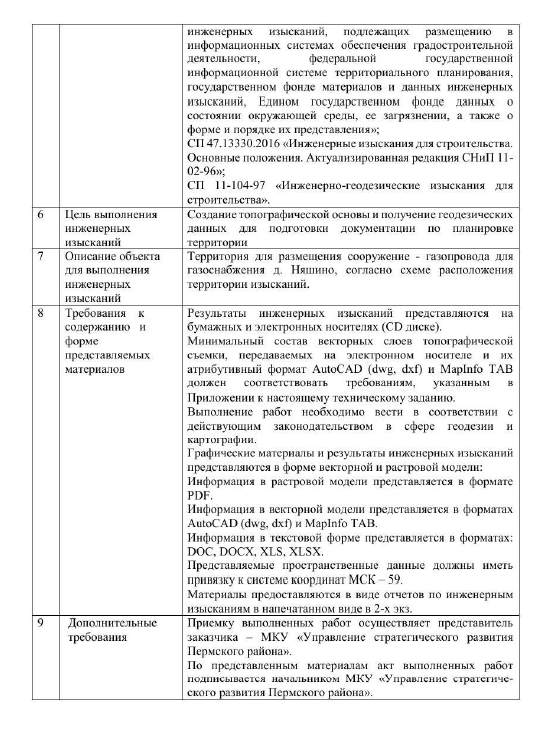 инженерных изысканий, подлежащих размещению в
информационных системах обеспечения градостроительной
деятельности, федеральной государственной
информационной системе территориального планирования,
государственном фонде материалов и данных инженерных
изысканий, Едином государственном фонде данных о
состоянии окружающей среды, ее загрязнении, а также о
форме и порядке их представления»;
СП 47.13330.2016 «Инженерные изыскания для строительства.
Основные положения. Актуализированная редакция СНиП 11-
02-96»;
СП 11-104-97 «Инженерно-геодезические изыскания для
строительства».
6 Цель выполнения
инженерных
изысканий
Создание топографической основы и получение геодезических
данных для подготовки документации по планировке
территории
7 Описание объекта
для выполнения
инженерных
изысканий
Территория для размещения сооружение - газопровода для
газоснабжения д. Няшино, согласно схеме расположения
территории изысканий.
8 Требования к
содержанию и
форме
представляемых
материалов
Результаты инженерных изысканий представляются на
бумажных и электронных носителях (CD диске).
Минимальный состав векторных слоев топографической
съемки, передаваемых на электронном носителе и их
атрибутивный формат AutoCAD (dwg, dxf) и MapInfo TAB
должен соответствовать требованиям, указанным в
Приложении к настоящему техническому заданию.
Выполнение работ необходимо вести в соответствии с
действующим законодательством в сфере геодезии и
картографии.
Графические материалы и результаты инженерных изысканий
представляются в форме векторной и растровой модели:
Информация в растровой модели представляется в формате
PDF.
Информация в векторной модели представляется в форматах
AutoCAD (dwg, dxf) и MapInfo TAB.
Информация в текстовой форме представляется в форматах:
DOC, DOCX, XLS, XLSX.
Представляемые пространственные данные должны иметь
привязку к системе координат МСК – 59.
Материалы предоставляются в виде отчетов по инженерным
изысканиям в напечатанном виде в 2-х экз.
9 Дополнительные
требования
Приемку выполненных работ осуществляет представитель
заказчика – МКУ «Управление стратегического развития
Пермского района».
По представленным материалам акт выполненных работ
подписывается начальником МКУ «Управление стратегиче-
ского развития Пермского района».